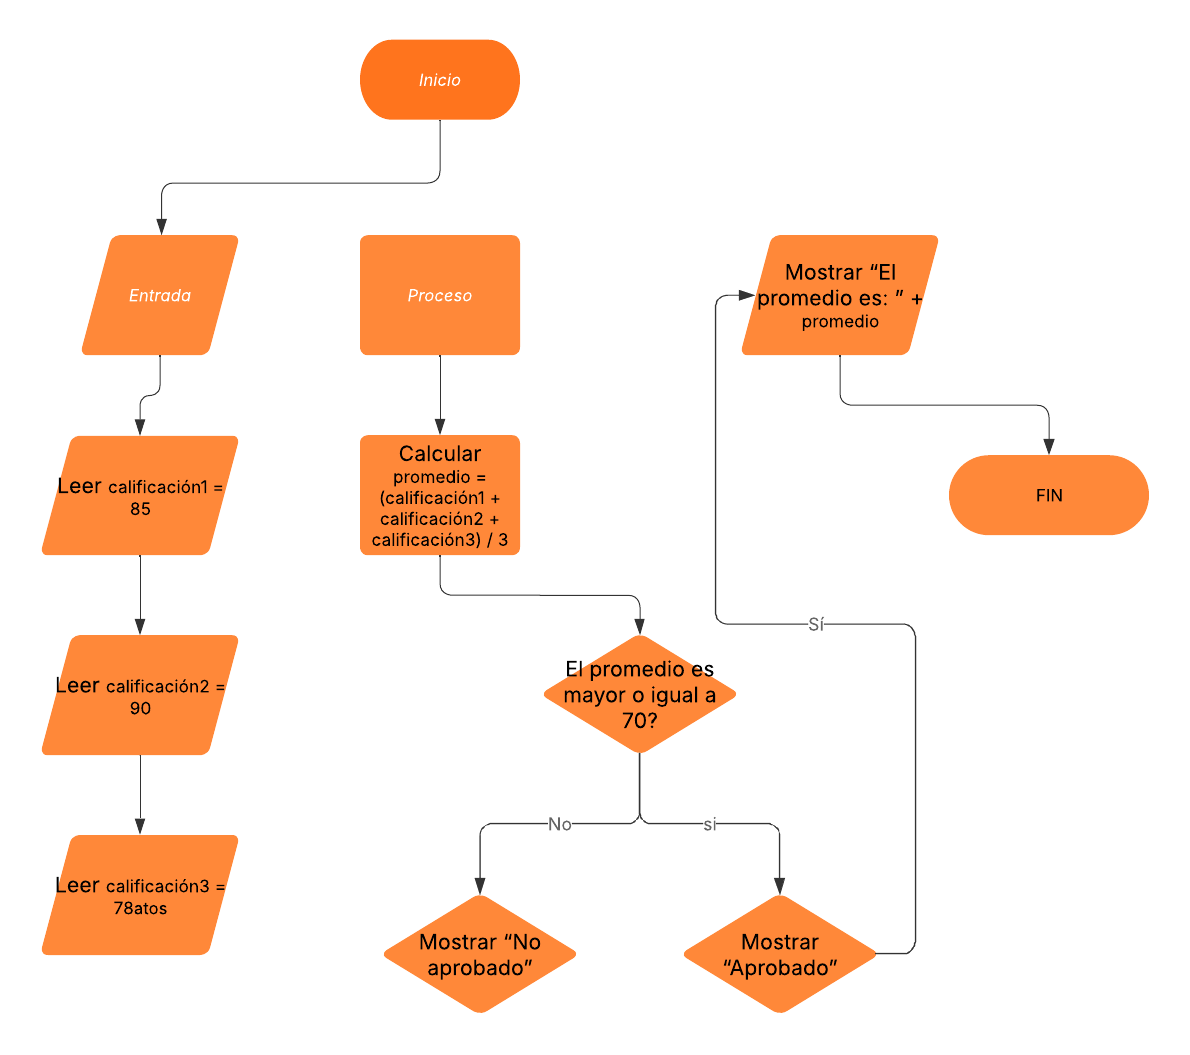 Inicio
Entrada
Proceso
Mostrar “El
promedio es: ” +
promedio
Leer calificación1 =
85
Calcular
promedio =
(calificación1 +
calificación2 +
calificación3) / 3
FIN
Sí
Leer calificación2 =
90
El promedio es
mayor o igual a
70?
No
si
Leer calificación3 =
78atos
Mostrar “No
aprobado”
Mostrar
“Aprobado”